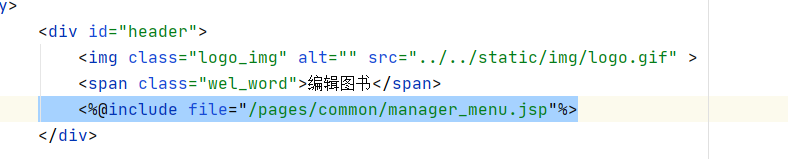 y>
<div id="header">
<img class="logo_img" alt="" src="../../static/img/logo.gif" >
<span class="wel_word">编辑图书</span>
<%@include file="/pages/common/manager_menu.jsp"%>
</div>